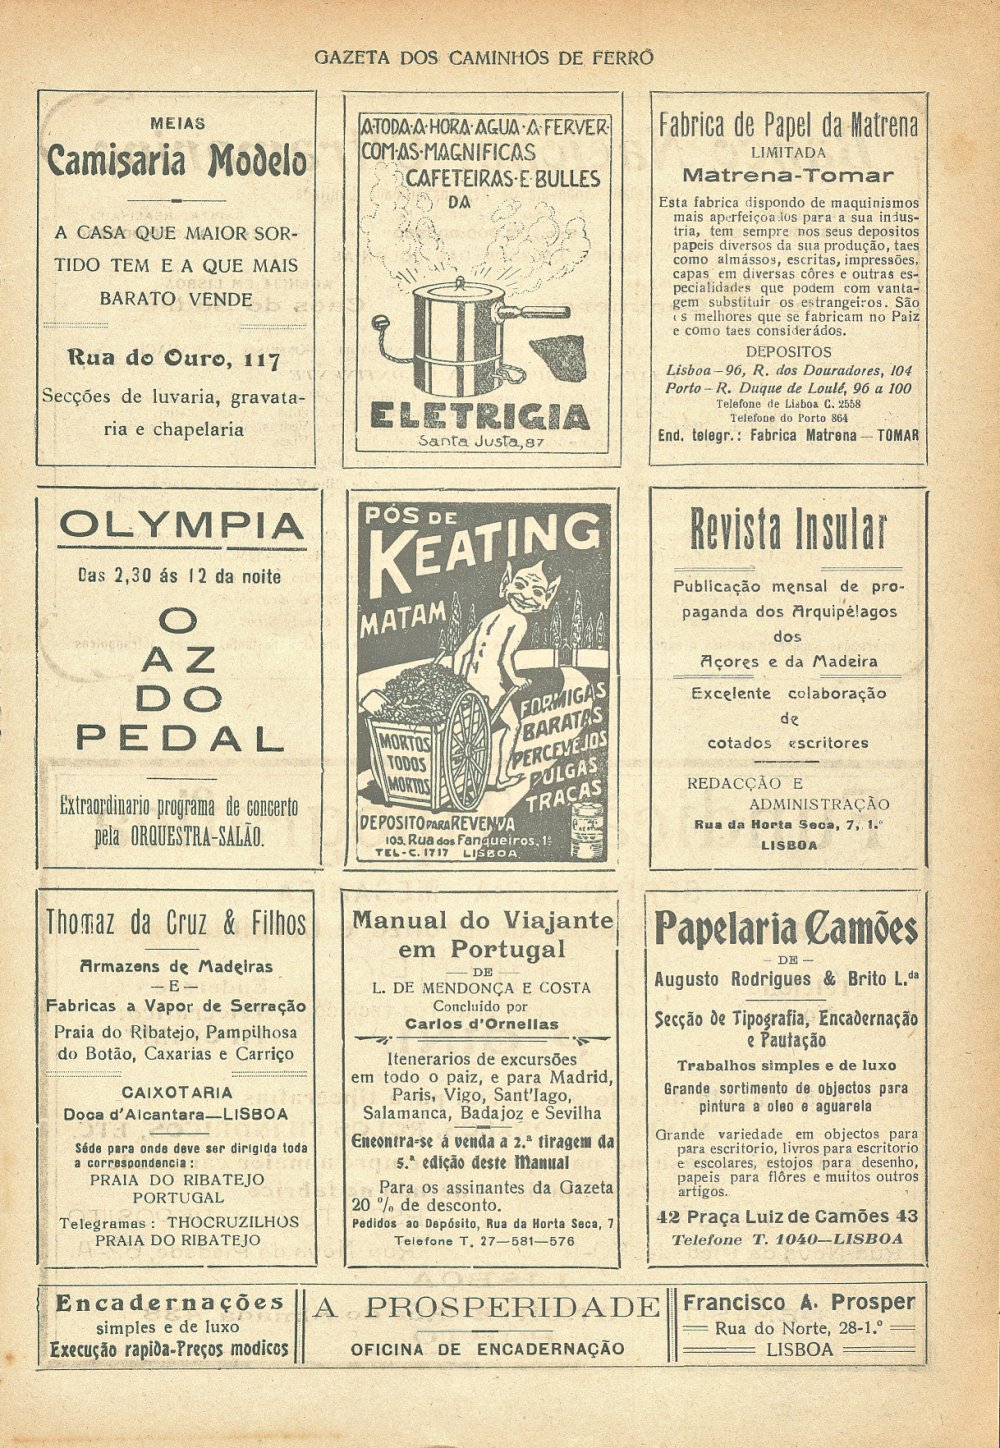 GAZETA DOS CAMINHOS DE FERRO
MEIAS
Camisaria Modelo
A CASA QUE MAIOR SOR-
TIDO TEM E A QUE MAIS
BARATO VENDE
Rua do Ouro, 117
Secções de luvaria, gravata-
ria e chapelaria
A·TODA·A·HORA·AGUA·A·FERVER
COM·AS·MAGNIFICAS
CAFETEIRAS·E·BULLES
DA
ELETRIGIA
Santa Justa, 87
Fabrica de Papel da Matrena
LIMITADA
Matrena-Tomar
Esta fabrica dispondo de maquinismos
mais aperfeiçoados para a sua indus-
tria, tem sempre nos seus depositos
papeis diversos da sua produção, taes
como almássos, escritas, impressões,
capas em diversas côres e outras es-
pecialidades que podem com vanta-
gem substituir os estrangeiros. São
os melhores que se fabricam no Paiz
e como taes considerádos.
DEPOSITOS
Lisboa – 96, R. dos Douradores, 104
Porto – R. Duque de Loulé, 96 a 100
Telefone de Lisboa C. 2558
Telefone do Porto 864
End. telegr.: Fabrica Matrena — TOMAR
OLYMPIA
Das 2,30 ás 12 da noite
O
AZ
DO
PEDAL
Extraordinario programa de concerto
pela ORQUESTRA-SALÃO.
PÓS DE
KEATING
MATAM
FORMIGAS
BARATAS
PERCEVEJOS
PULGAS
TRAÇAS
MORTOS
TODOS
MORTOS
DEPOSITO PARA REVENDA
103, Rua dos Fanqueiros, 1º
TEL-C. 1717 LISBOA
Revista Insular
Publicação mensal de pro-
paganda dos Arquipélagos
dos
Açores e da Madeira
Excelente colaboração
de
cotados escritores
REDACÇÃO E
ADMINISTRAÇÃO
Rua da Horta Seca, 7, 1.º
LISBOA
Thomaz da Cruz & Filhos
Armazens de Madeiras
— E —
Fabricas a Vapor de Serração
Praia do Ribatejo, Pampilhosa
do Botão, Caxarias e Carriço
CAIXOTARIA
Doca d'Alcantara—LISBOA
Séde para onde deve ser dirigida toda
a correspondencia:
PRAIA DO RIBATEJO
PORTUGAL
Telegramas: THOCRUZILHOS
PRAIA DO RIBATEJO
Manual do Viajante
em Portugal
— DE —
L. DE MENDONÇA E COSTA
Concluido por
Carlos d'Ornellas
Itenerarios de excursões
em todo o paiz, e para Madrid,
Paris, Vigo, Sant'Iago,
Salamanca, Badajoz e Sevilha
Encontra-se á venda a 2.ª tiragem da
5.ª edição deste Manual
Para os assinantes da Gazeta
20 % de desconto.
Pedidos ao Depósito, Rua da Horta Seca, 7
Telefone T. 27—581—576
Papelaria Camões
— DE —
Augusto Rodrigues & Brito L.da
Secção de Tipografia, Encadernação
e Pautação
Trabalhos simples e de luxo
Grande sortimento de objectos para
pintura a oleo e aguarela
Grande variedade em objectos para
para escritorio, livros para escritorio
e escolares, estojos para desenho,
papeis para flôres e muitos outros
artigos.
42 Praça Luiz de Camões 43
Telefone T. 1040—LISBOA
Encadernações
simples e de luxo
Execução rapida-Preços modicos
A PROSPERIDADE
OFICINA DE ENCADERNAÇÃO
Francisco A. Prosper
Rua do Norte, 28-1.º
LISBOA